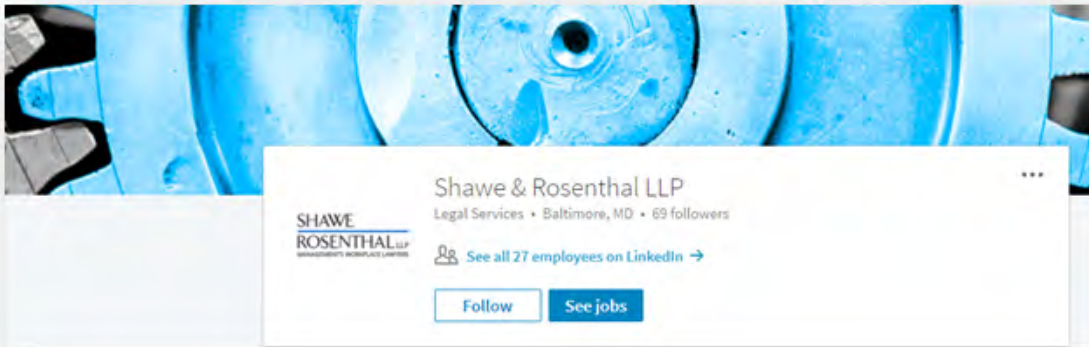 Shawe & Rosenthal LLP
Legal Services • Baltimore, MD • 69 followers
SHAWE
ROSENTHAL LLP
MANAGEMENT'S WORKPLACE LAWYERS
See all 27 employees on LinkedIn →
Follow
See jobs